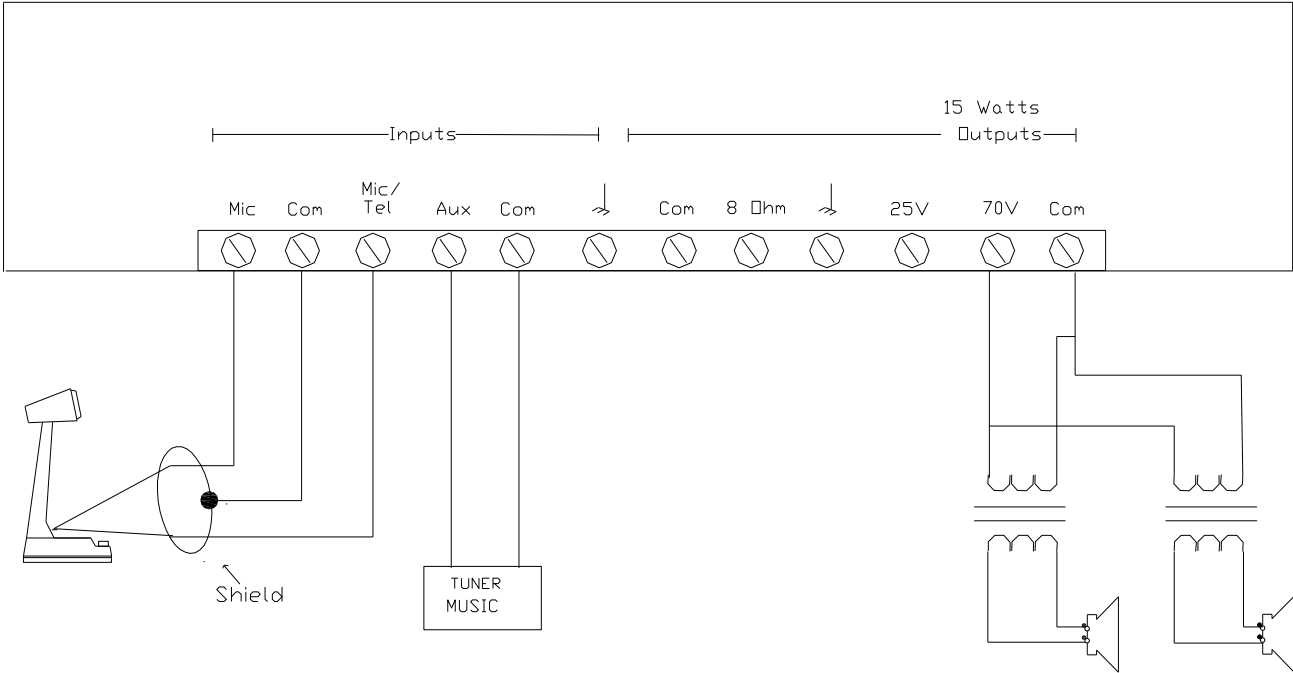 15 Watts
Inputs
Outputs
Mic
Com
Mic/
Tel
Aux
Com
Com
8 Ohm
25V
70V
Com
Shield
TUNER
MUSIC